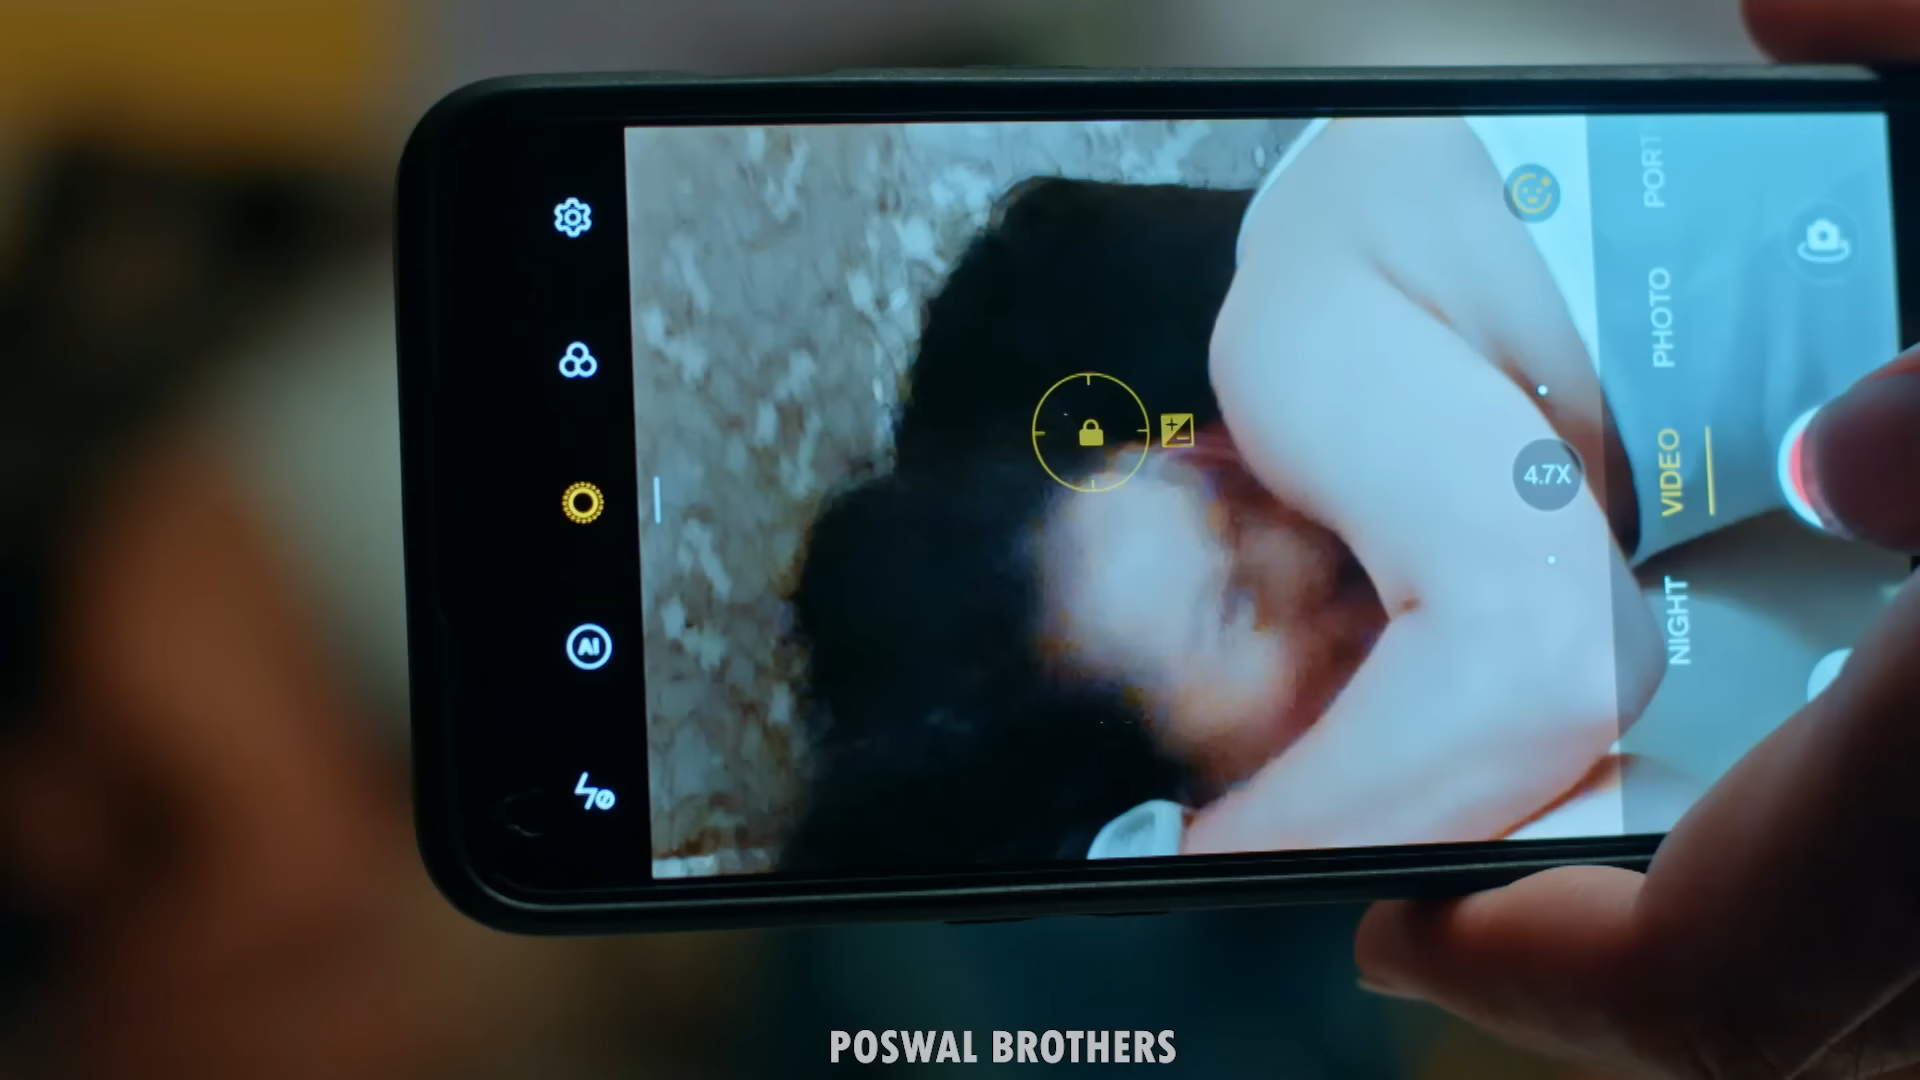 AI
PORT
PHOTO
VIDEO
NIGHT
4.7X
POSWAL BROTHERS